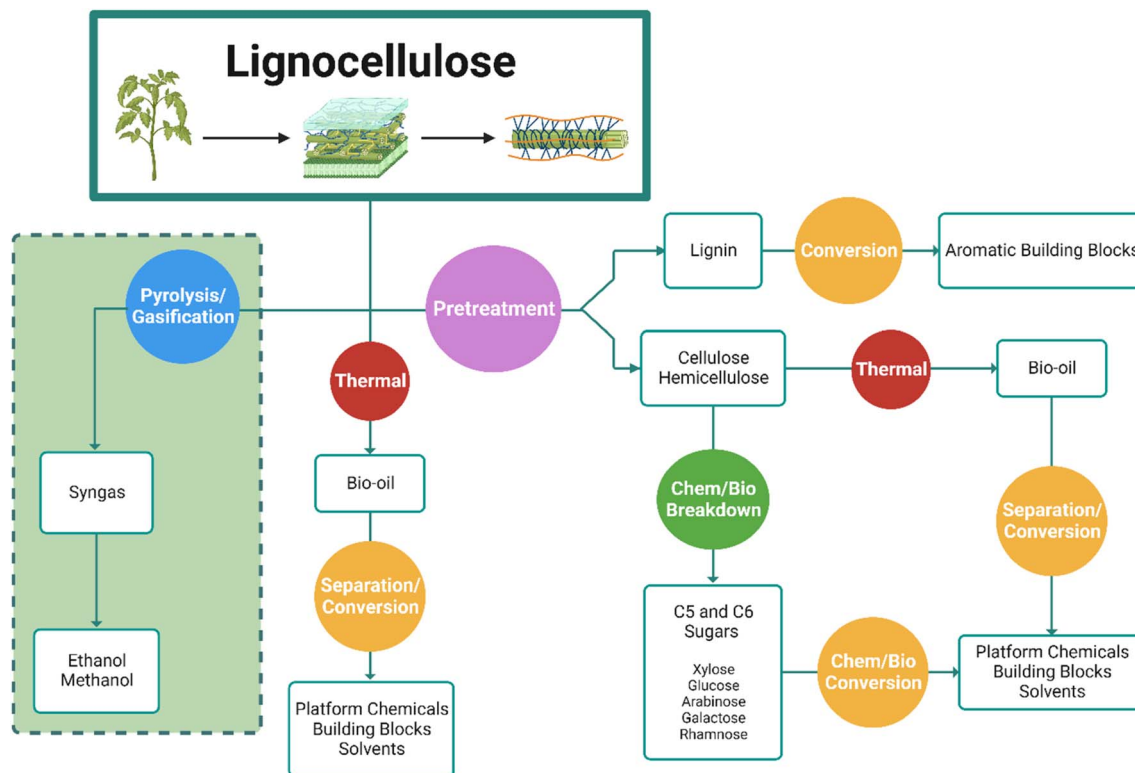 Lignocellulose
Pyrolysis/
Gasification
Syngas
Ethanol
Methanol
Thermal
Bio-oil
Separation/
Conversion
Platform Chemicals
Building Blocks
Solvents
Pretreatment
Lignin
Conversion
Aromatic Building Blocks
Cellulose
Hemicellulose
Thermal
Bio-oil
Separation/
Conversion
Chem/Bio
Breakdown
C5 and C6
Sugars
Xylose
Glucose
Arabinose
Galactose
Rhamnose
Chem/Bio
Conversion
Platform Chemicals
Building Blocks
Solvents